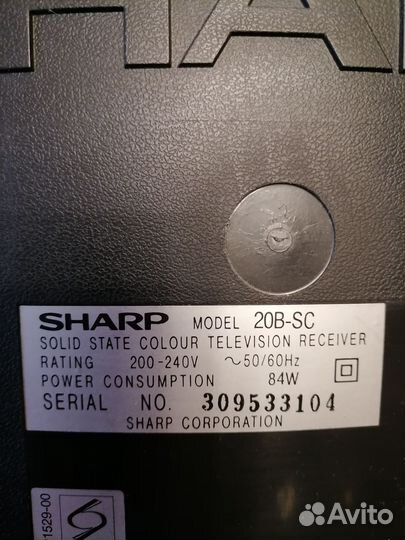 HAR
SHARP MODEL 20B-SC
SOLID STATE COLOUR TELEVISION RECEIVER
RATING 200-240V ~50/60Hz
POWER CONSUMPTION 84W
SERIAL NO. 309533104
SHARP CORPORATION
1529-00
Avito